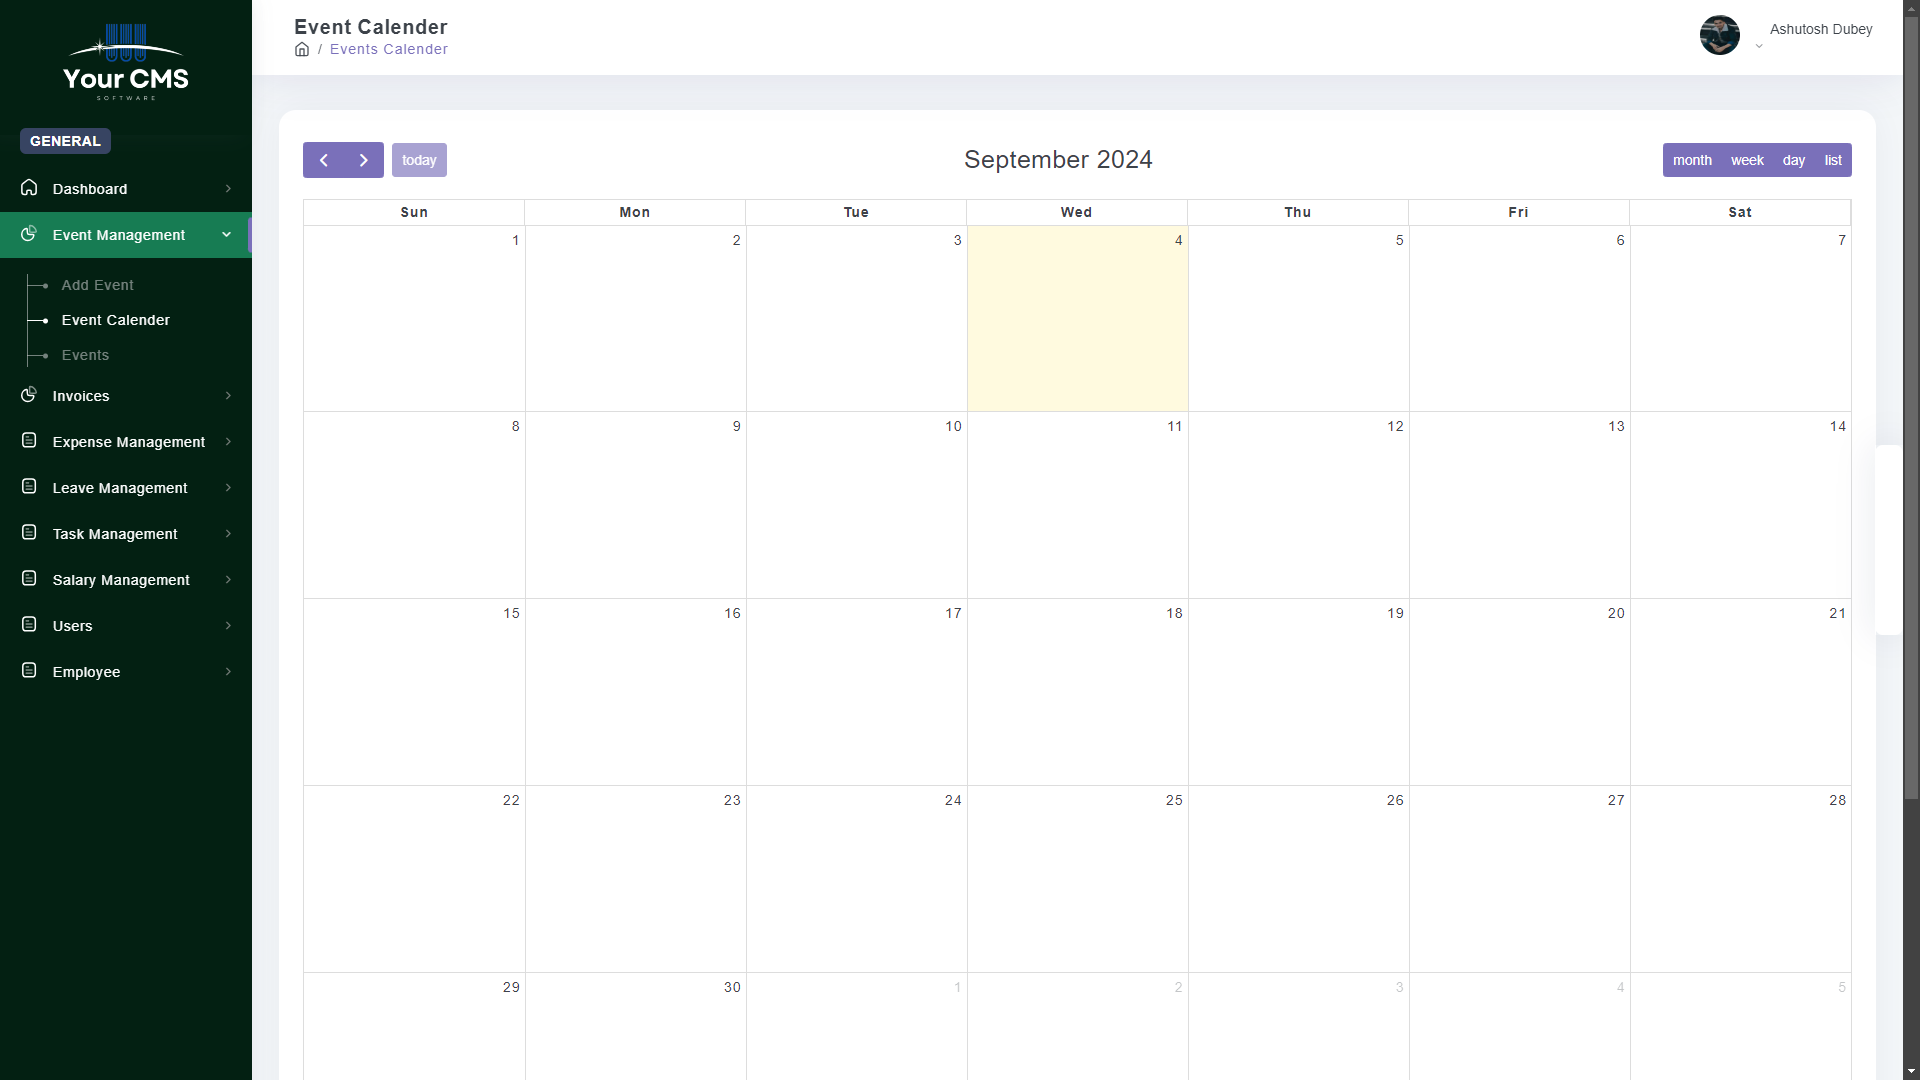 Your CMS
SOFTWARE
GENERAL
Dashboard
Event Management
Add Event
Event Calender
Events
Invoices
Expense Management
Leave Management
Task Management
Salary Management
Users
Employee
Event Calender
/ Events Calender
Ashutosh Dubey
today
September 2024
month week day list
Sun Mon Tue Wed Thu Fri Sat
1 2 3 4 5 6 7
8 9 10 11 12 13 14
15 16 17 18 19 20 21
22 23 24 25 26 27 28
29 30 1 2 3 4 5